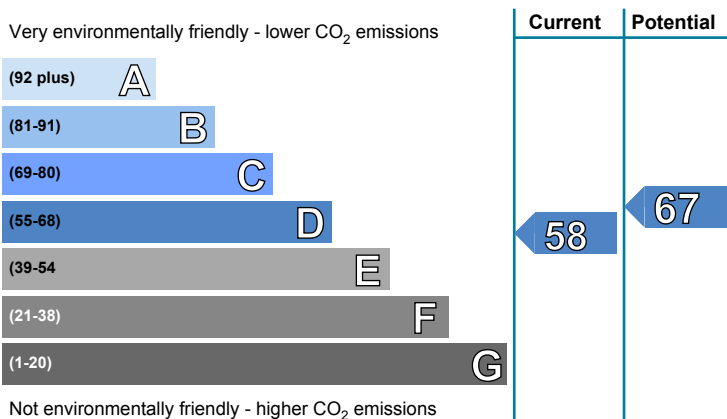 Very environmentally friendly - lower CO2 emissions
Current
Potential
(92 plus) A
(81-91) B
(69-80) C
(55-68) D
(39-54 E
(21-38) F
(1-20) G
58
67
Not environmentally friendly - higher CO2 emissions